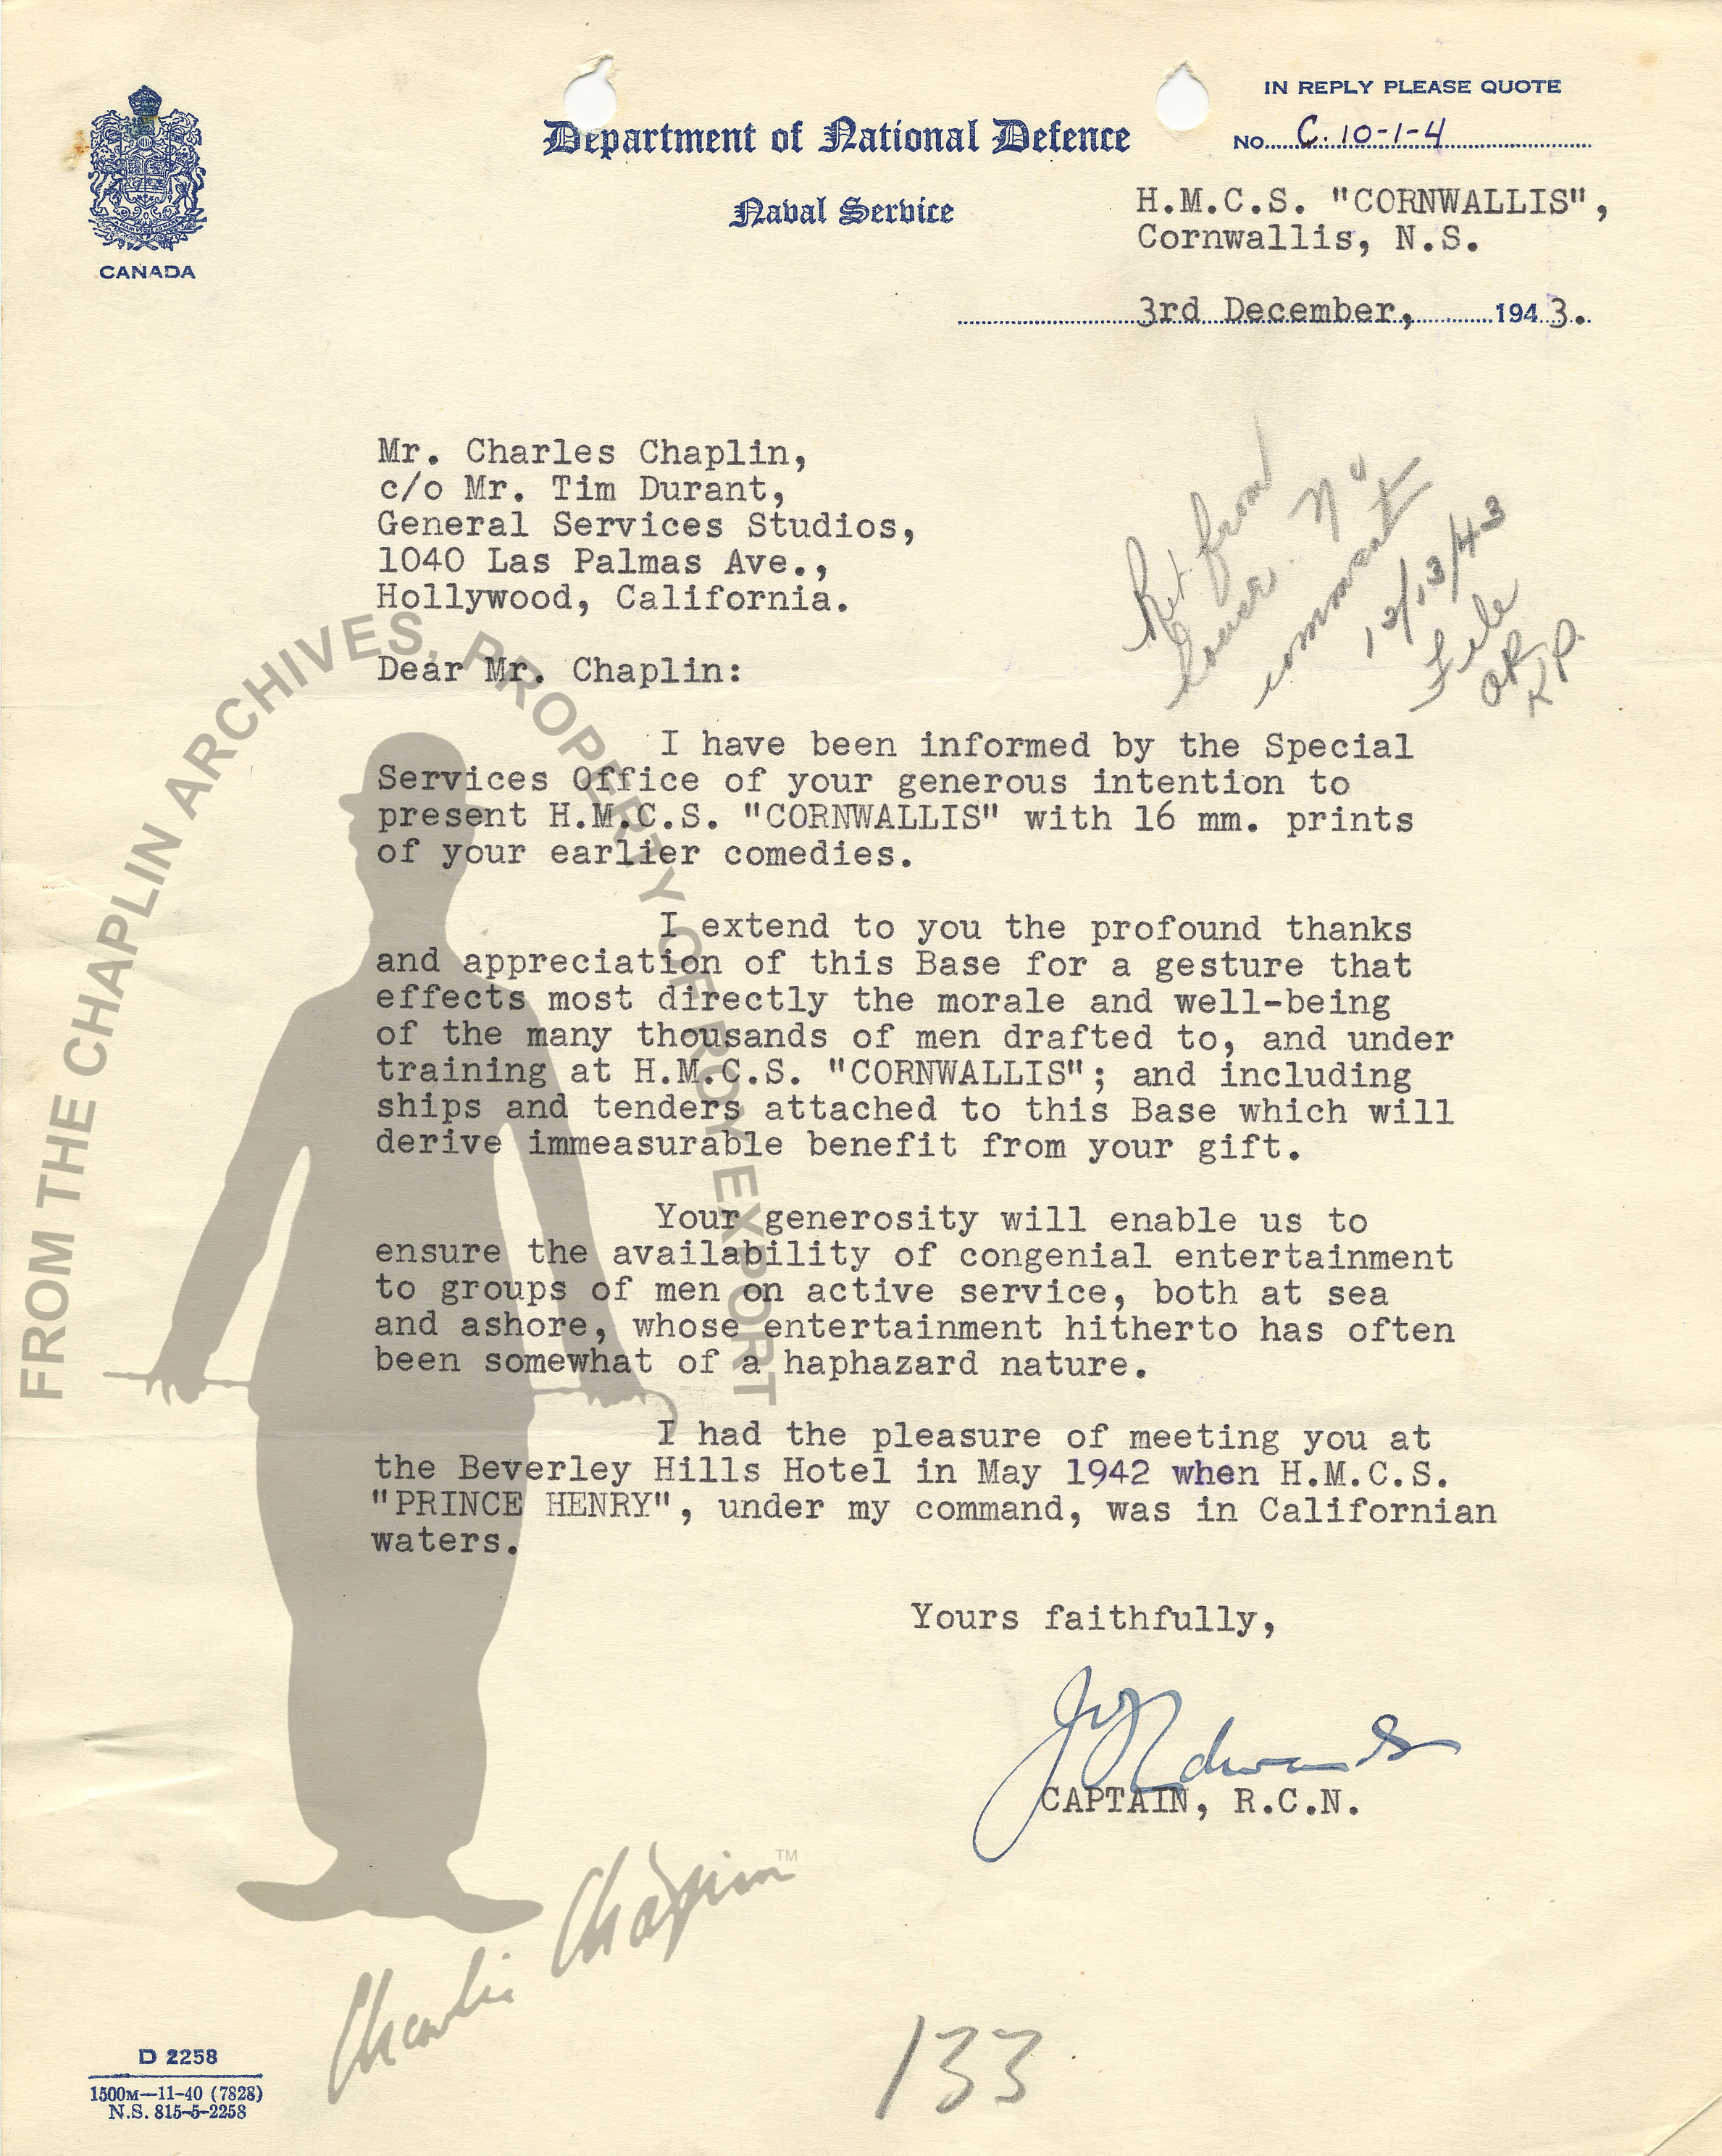 IN REPLY PLEASE QUOTE
Department of National Defence
NO. C. 10-1-4
Naval Service
H.M.C.S. "CORNWALLIS",
Cornwallis, N.S.
CANADA
3rd December, 1943.
Mr. Charles Chaplin,
c/o Mr. Tim Durant,
General Services Studios,
1040 Las Palmas Ave.,
Hollywood, California.
Ret from
No
comment
12/13/43
File
Dear Mr. Chaplin:
I have been informed by the Special
Services Office of your generous intention to
present H.M.C.S. "CORNWALLIS" with 16 mm. prints
of your earlier comedies.
I extend to you the profound thanks
and appreciation of this Base for a gesture that
effects most directly the morale and well-being
of the many thousands of men drafted to, and under
training at H.M.C.S. "CORNWALLIS"; and including
ships and tenders attached to this Base which will
derive immeasurable benefit from your gift.
Your generosity will enable us to
ensure the availability of congenial entertainment
to groups of men on active service, both at sea
and ashore, whose entertainment hitherto has often
been somewhat of a haphazard nature.
I had the pleasure of meeting you at
the Beverley Hills Hotel in May 1942 when H.M.C.S.
"PRINCE HENRY", under my command, was in Californian
waters.
Yours faithfully,
Edwards
CAPTAIN, R.C.N.
FROM THE CHAPLIN ARCHIVES, PROPERTY OF ROY EXPORT
Charlie Chaplin TM
133
D 2258
1500M—11-40 (7828)
N.S. 815-5-2258